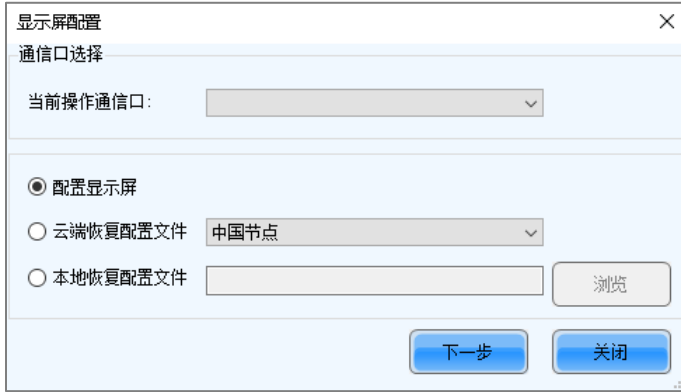 显示屏配置
通信口选择
当前操作通信口:
配置显示屏
云端恢复配置文件 中国节点
本地恢复配置文件 浏览
下一步 关闭